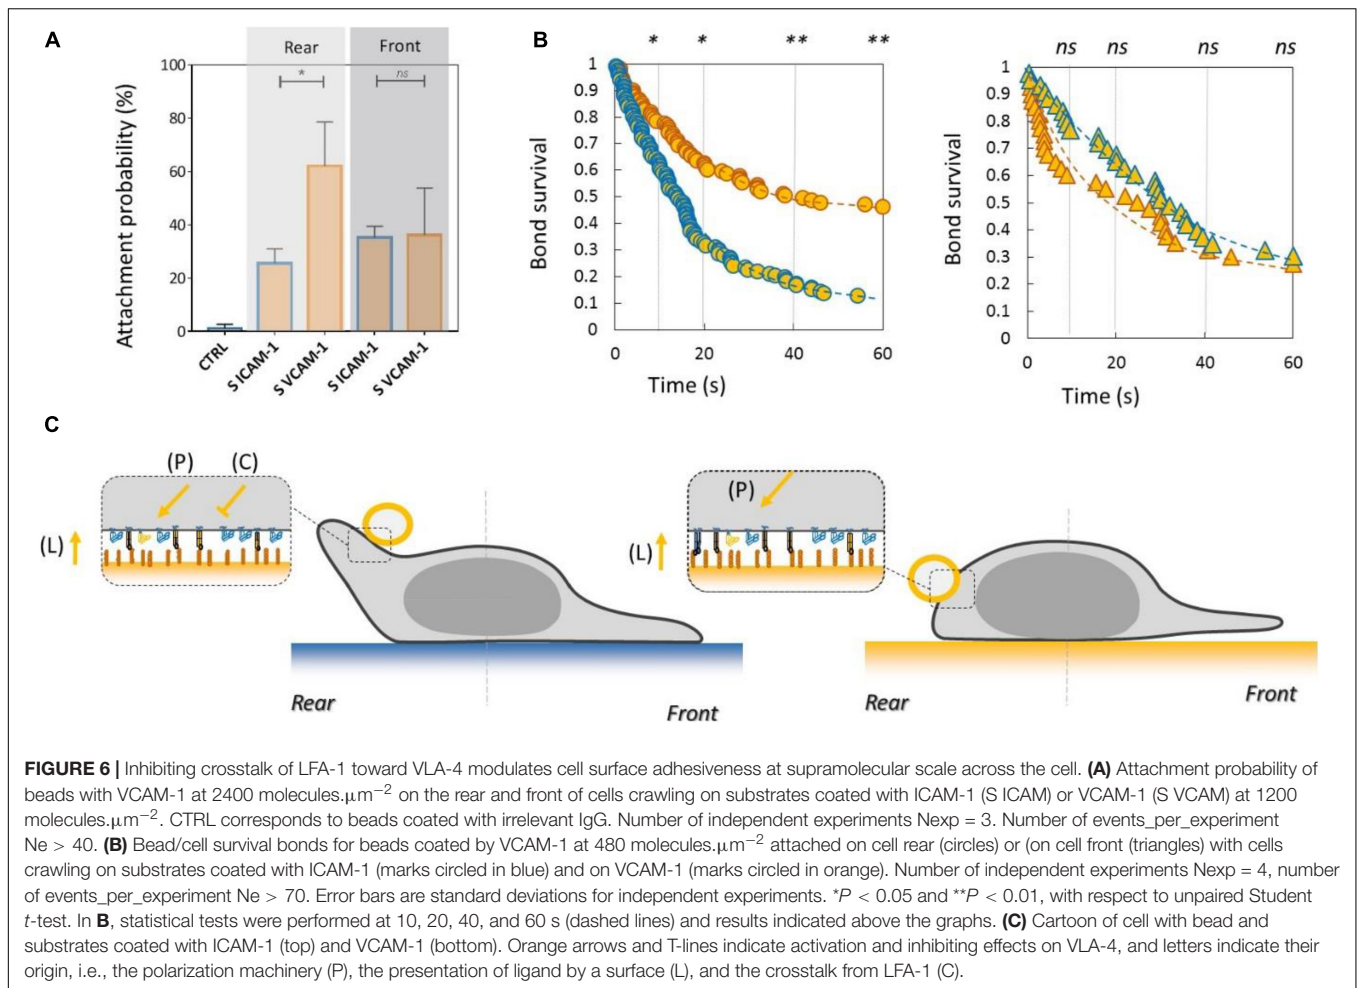 A
Rear
Front
*
ns
Attachment probability (%)
100
80
60
40
20
0
CTRL
S ICAM-1
S VCAM-1
S ICAM-1
S VCAM-1
B
* * ** **
Bond survival
1
0.9
0.8
0.7
0.6
0.5
0.4
0.3
0.2
0.1
0
0 20 40 60
Time (s)
ns ns ns ns
Bond survival
1
0.9
0.8
0.7
0.6
0.5
0.4
0.3
0.2
0.1
0
0 20 40 60
Time (s)
C
(P) (C)
(L)
Rear
Front
(P)
(L)
Rear
Front
FIGURE 6 | Inhibiting crosstalk of LFA-1 toward VLA-4 modulates cell surface adhesiveness at supramolecular scale across the cell. (A) Attachment probability of
beads with VCAM-1 at 2400 molecules.μm−2 on the rear and front of cells crawling on substrates coated with ICAM-1 (S ICAM) or VCAM-1 (S VCAM) at 1200
molecules.μm−2. CTRL corresponds to beads coated with irrelevant IgG. Number of independent experiments Nexp = 3. Number of events_per_experiment
Ne > 40. (B) Bead/cell survival bonds for beads coated by VCAM-1 at 480 molecules.μm−2 attached on cell rear (circles) or (on cell front (triangles) with cells
crawling on substrates coated with ICAM-1 (marks circled in blue) and on VCAM-1 (marks circled in orange). Number of independent experiments Nexp = 4, number
of events_per_experiment Ne > 70. Error bars are standard deviations for independent experiments. *P < 0.05 and **P < 0.01, with respect to unpaired Student
t-test. In B, statistical tests were performed at 10, 20, 40, and 60 s (dashed lines) and results indicated above the graphs. (C) Cartoon of cell with bead and
substrates coated with ICAM-1 (top) and VCAM-1 (bottom). Orange arrows and T-lines indicate activation and inhibiting effects on VLA-4, and letters indicate their
origin, i.e., the polarization machinery (P), the presentation of ligand by a surface (L), and the crosstalk from LFA-1 (C).